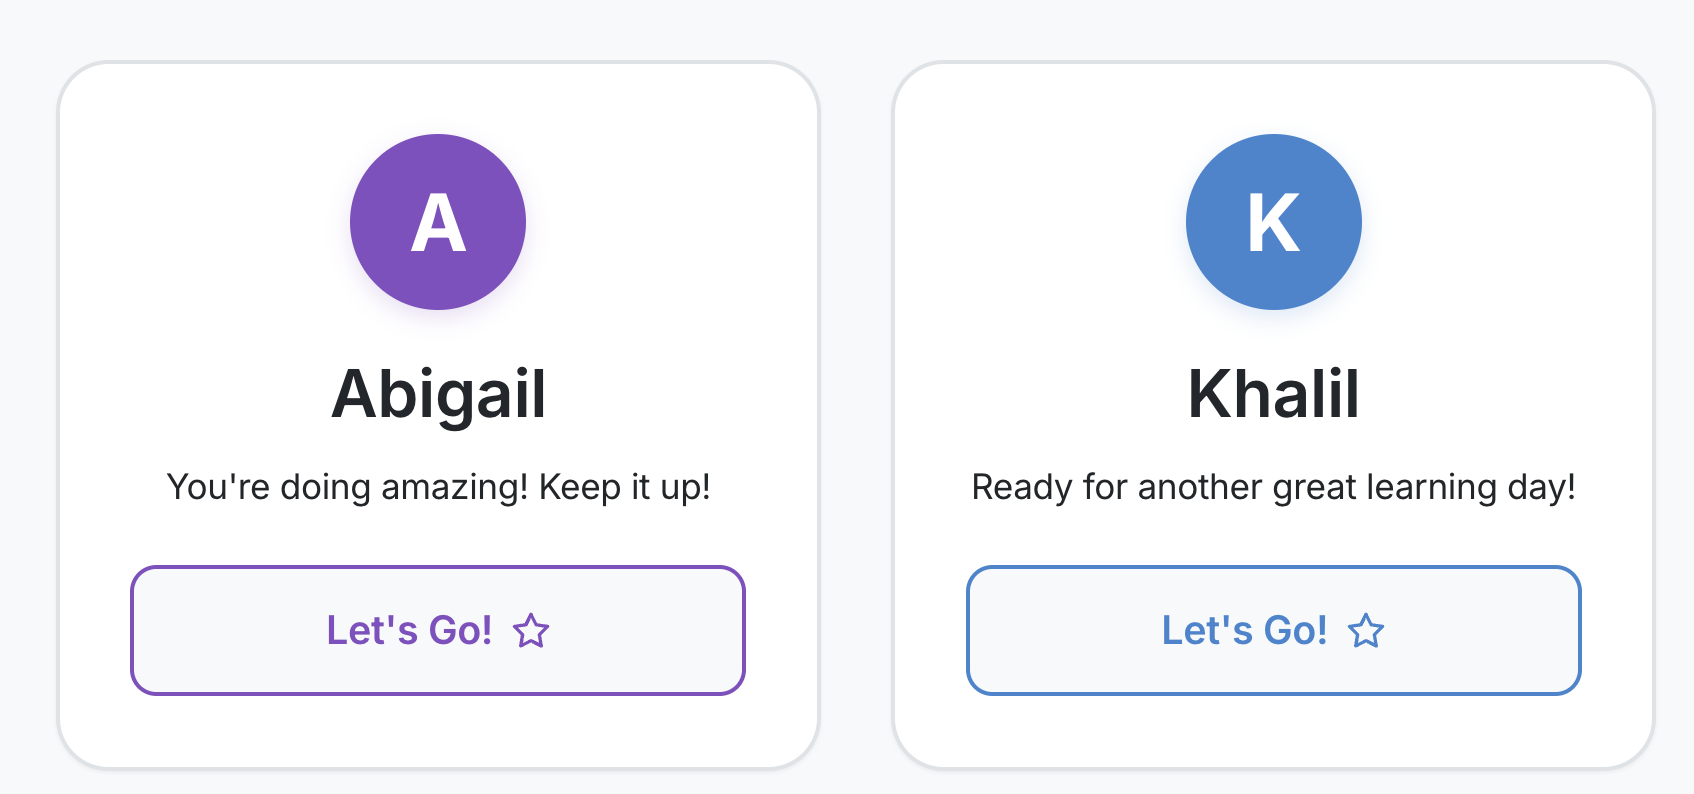 A
Abigail
You're doing amazing! Keep it up!
Let's Go!
K
Khalil
Ready for another great learning day!
Let's Go!